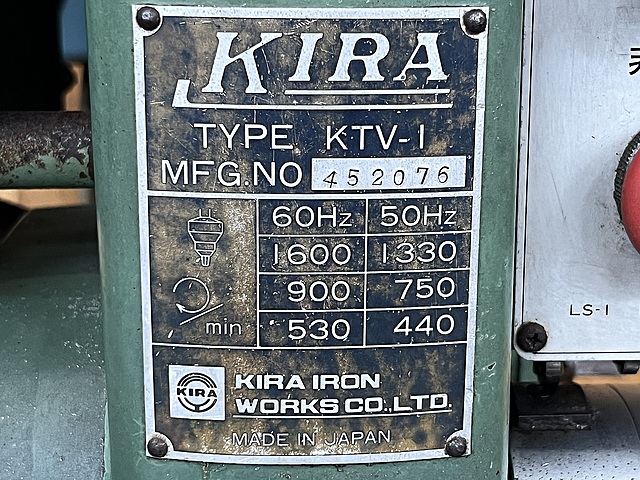 KIRA
TYPE KTV-1
MFG.NO 452076
60Hz 50Hz
1600 1330
900 750
/min 530 440
KIRA
KIRA IRON
WORKS CO.,LTD.
MADE IN JAPAN
LS-1